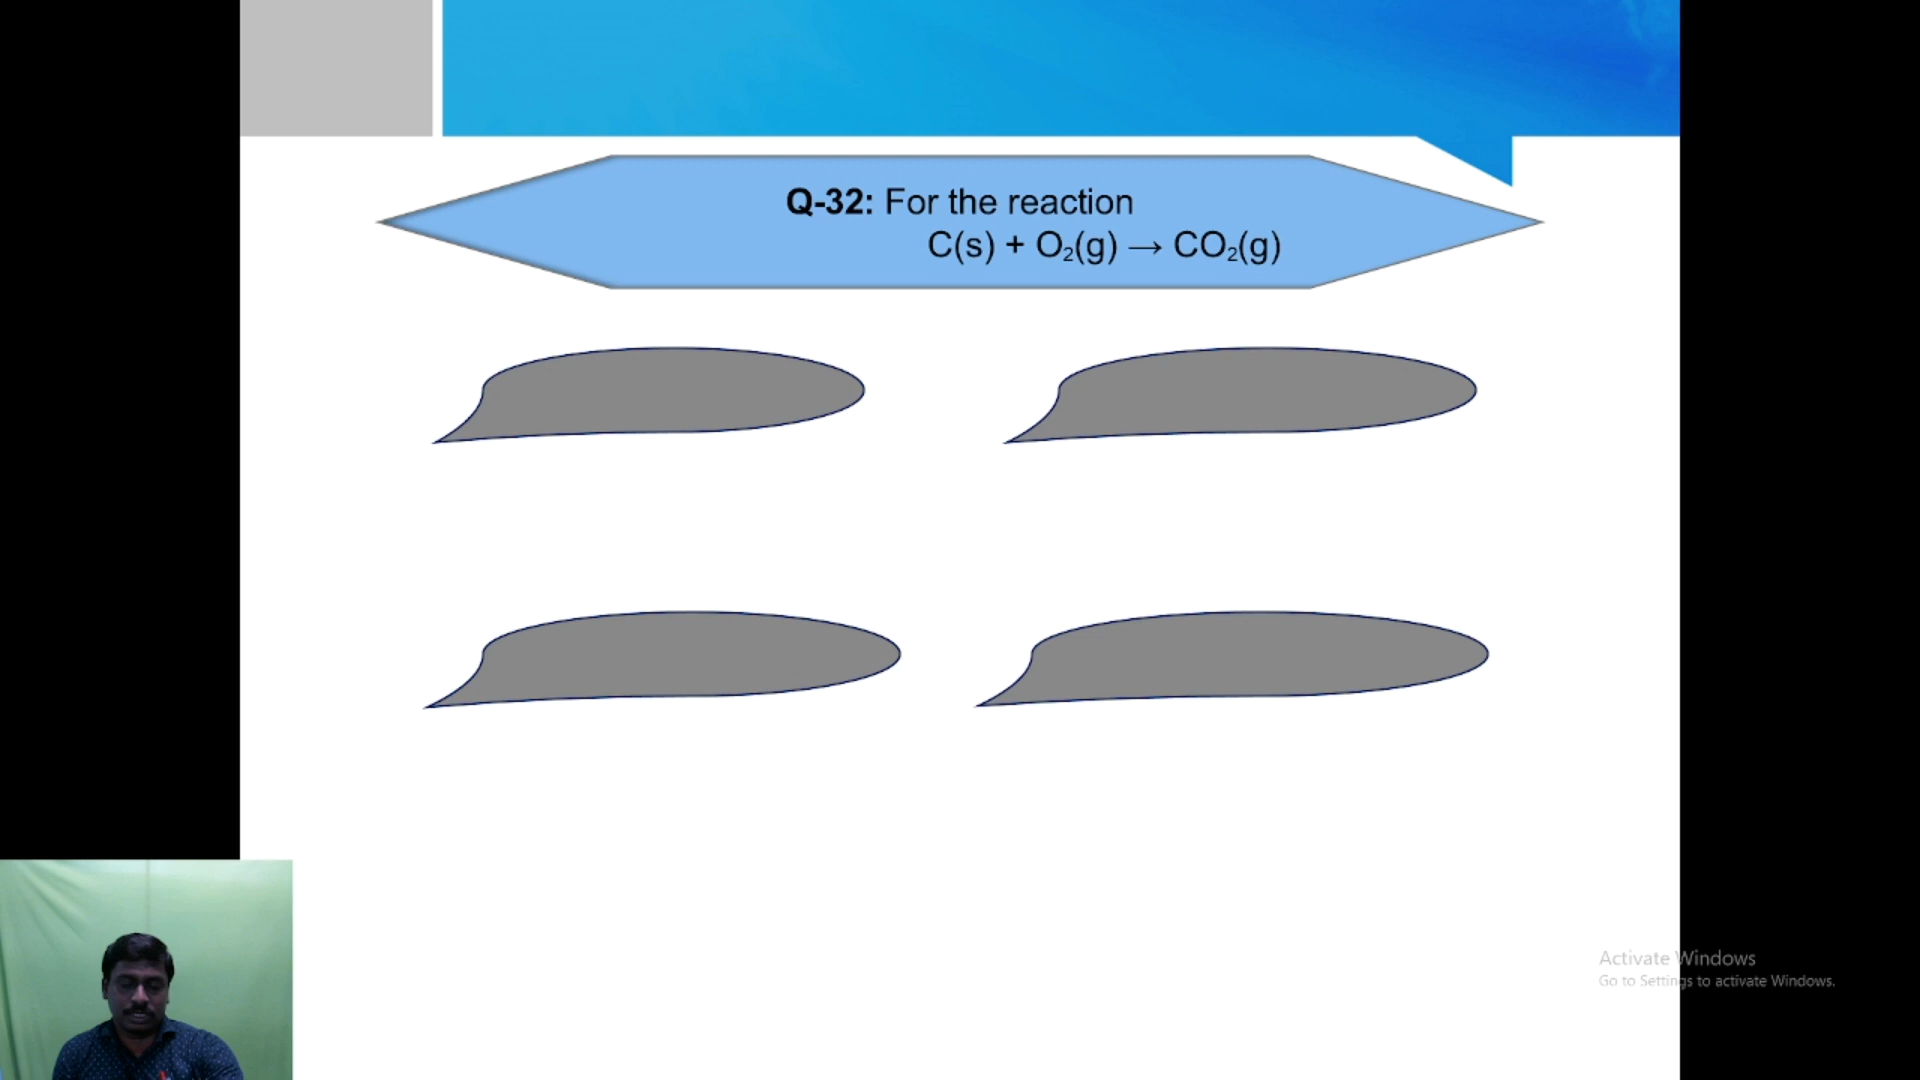 Q-32: For the reaction
C(s) + O₂(g) → CO₂(g)
Activate Windows
Go to Settings to activate Windows.